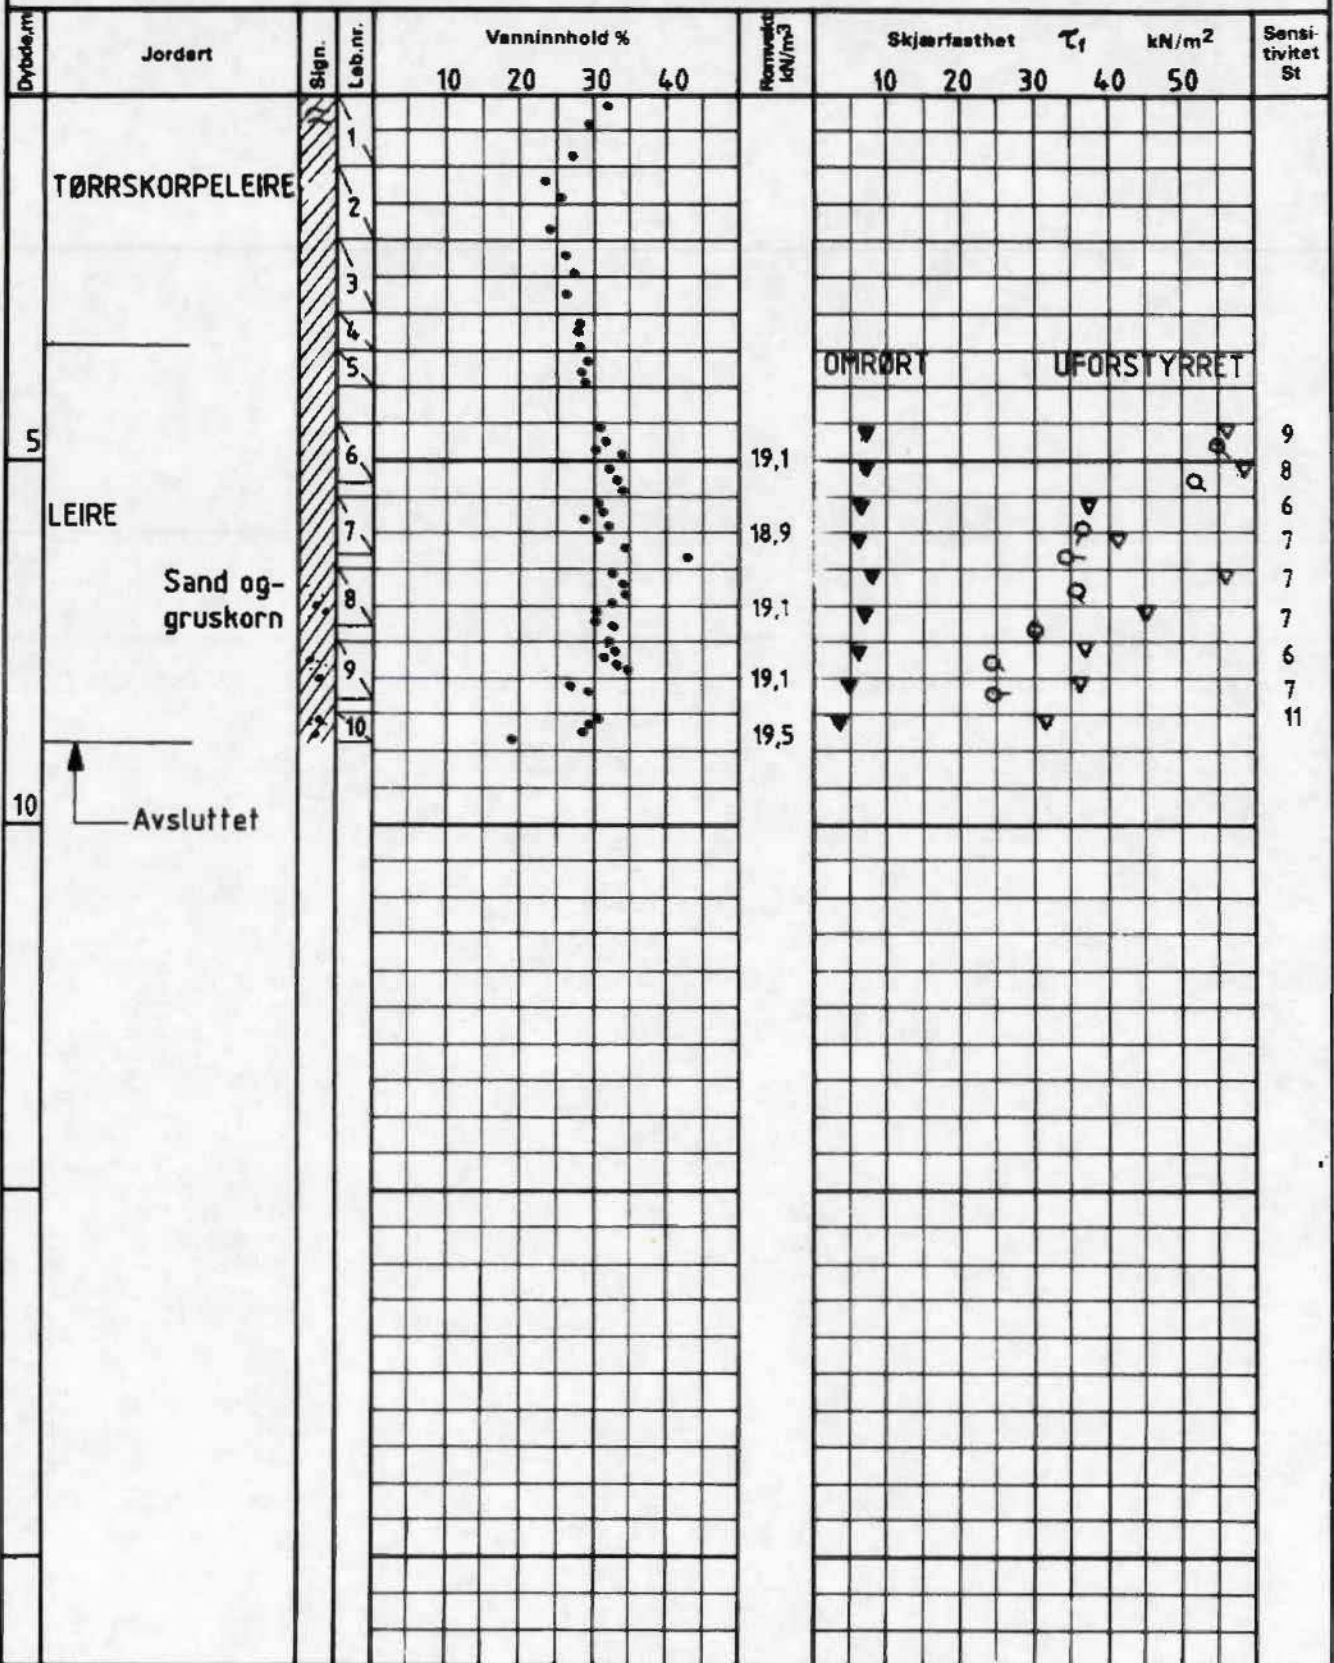 Dybde,m
Jordart
Sign.
Lab.nr.
Vanninnhold %
10 20 30 40
Romvekt
kN/m3
Skjærfasthet τf kN/m2
10 20 30 40 50
Sensi-
tivitet
St
1
TØRRSKORPELEIRE
2
3
4
5
OMRØRT UFORSTYRRET
5
6
19,1
9
8
LEIRE
7
18,9
6
7
Sand og-
gruskorn
8
19,1
7
7
9
19,1
6
7
10
19,5
11
10
Avsluttet